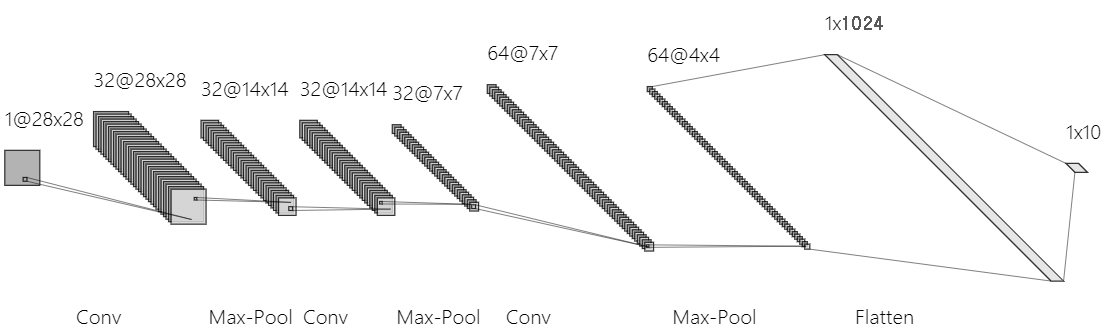 1@28x28
32@28x28
32@14x14
32@14x14
32@7x7
64@7x7
64@4x4
1x1024
1x10
Conv
Max-Pool
Conv
Max-Pool
Conv
Max-Pool
Flatten